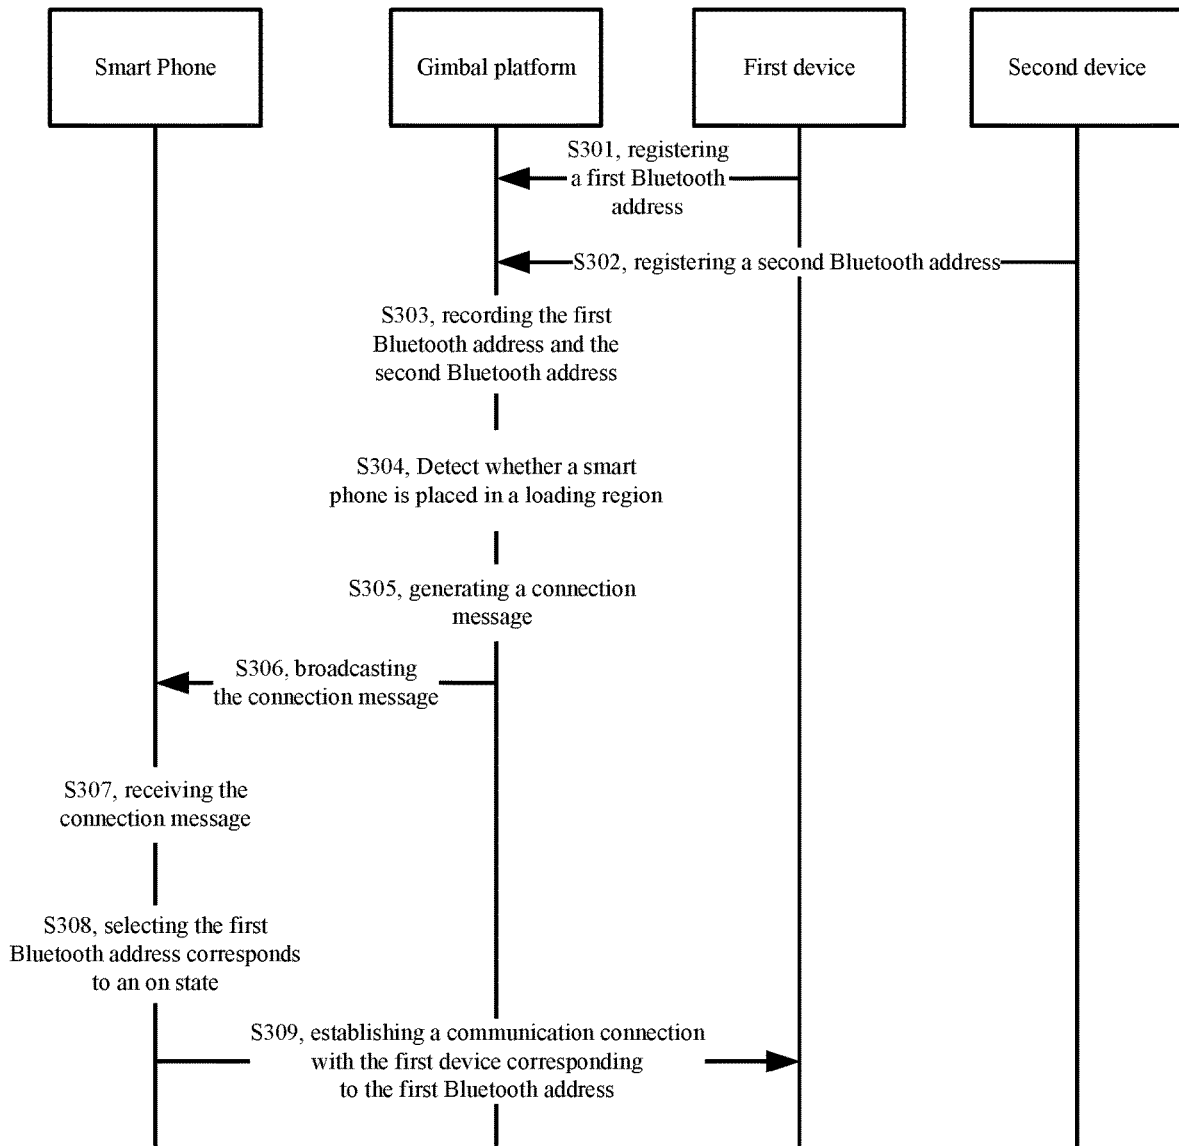 Smart Phone
Gimbal platform
First device
Second device
S301, registering
a first Bluetooth
address
S302, registering a second Bluetooth address
S303, recording the first
Bluetooth address and the
second Bluetooth address
S304, Detect whether a smart
phone is placed in a loading region
S305, generating a connection
message
S306, broadcasting
the connection message
S307, receiving the
connection message
S308, selecting the first
Bluetooth address corresponds
to an on state
S309, establishing a communication connection
with the first device corresponding
to the first Bluetooth address